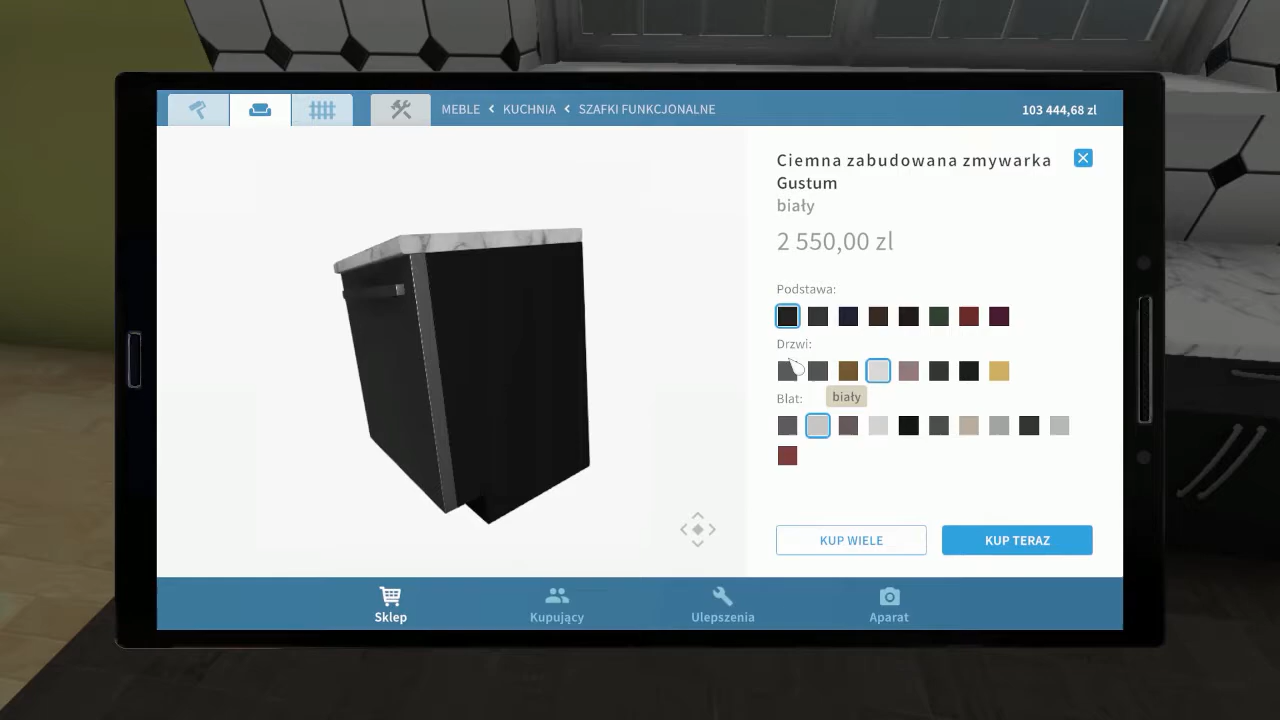 MEBLE < KUCHNIA < SZAFKI FUNKCJONALNE
103 444,68 zl
Ciemna zabudowana zmywarka
Gustum
biały
2 550,00 zl
Podstawa:
Drzwi:
biały
Blat:
KUP WIELE
KUP TERAZ
Sklep
Kupujący
Ulepszenia
Aparat